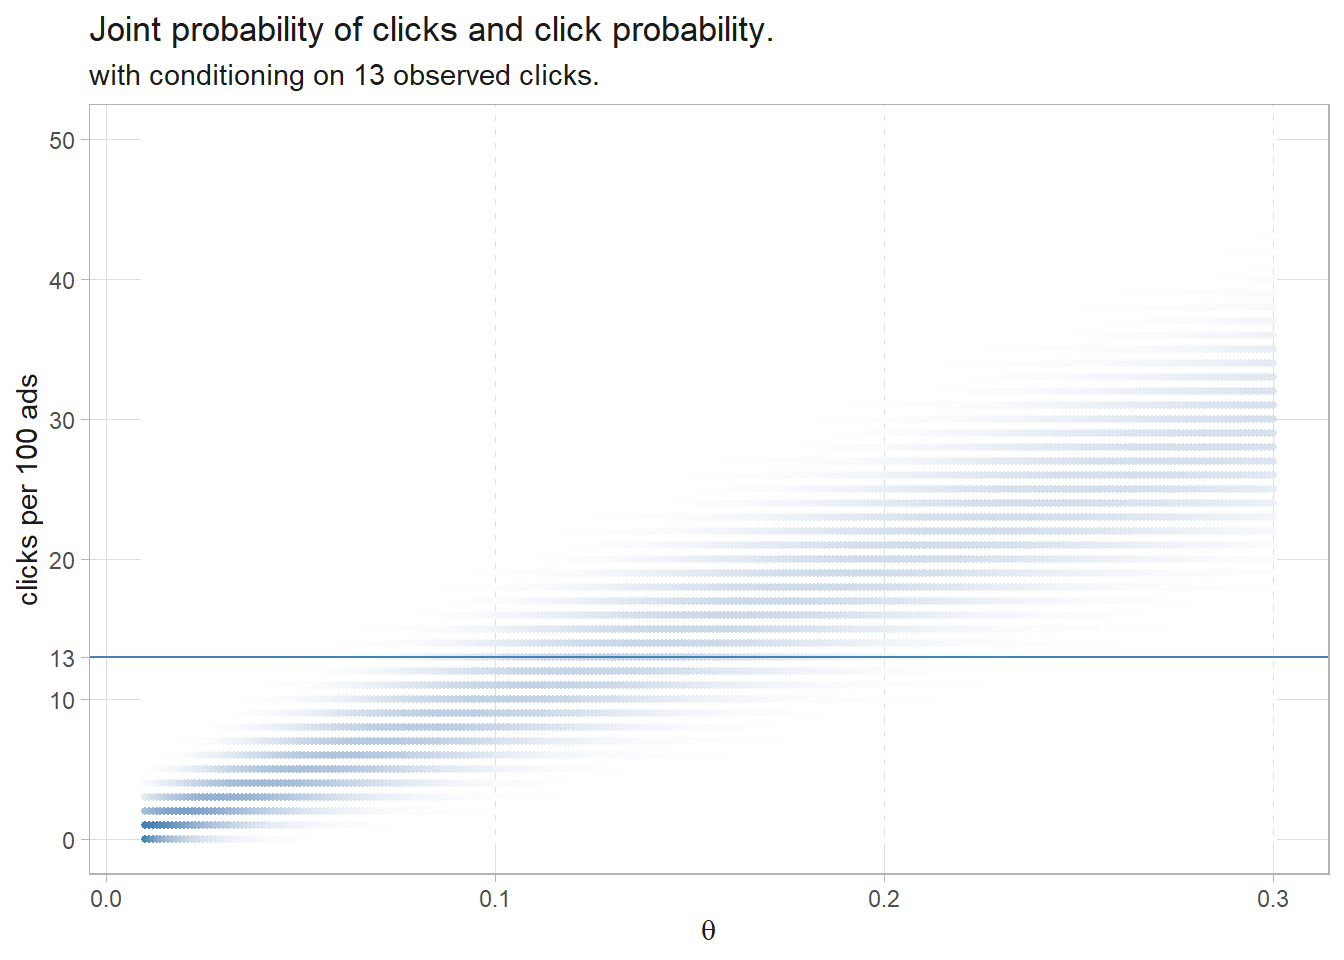 Joint probability of clicks and click probability.
with conditioning on 13 observed clicks.
50
40
30
20
13
10
0
clicks per 100 ads
0.0 0.1 0.2 0.3
θ